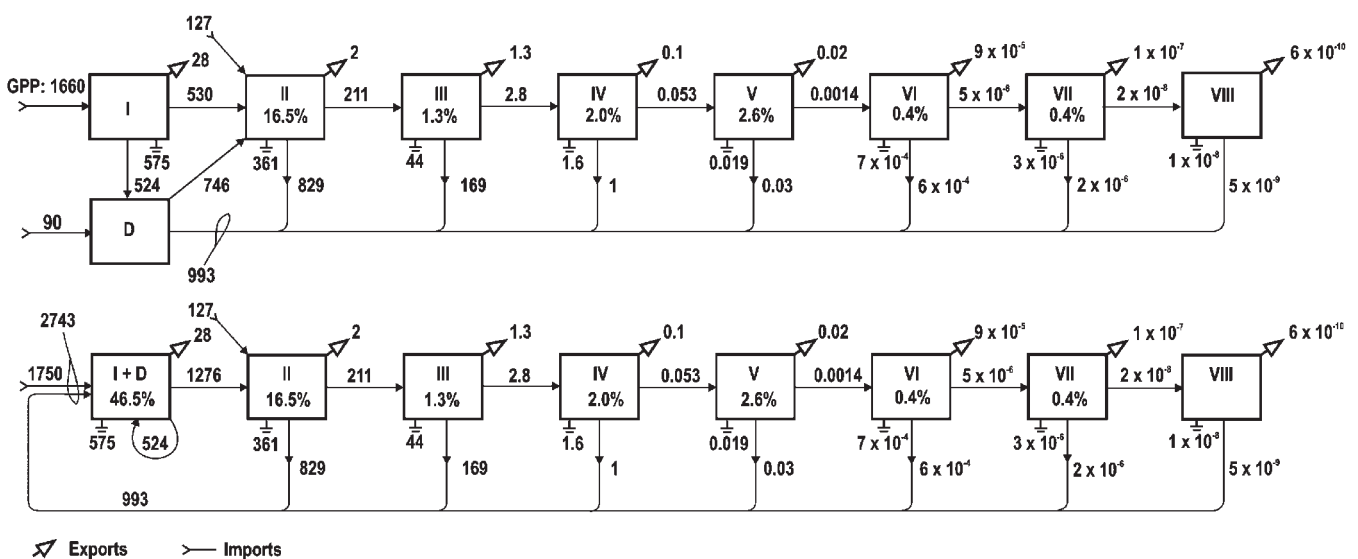 127
28
2
1.3
0.1
0.02
9 x 10⁻⁵
1 x 10⁻⁷
6 x 10⁻¹⁰
GPP: 1660
I
530
II
16.5%
211
III
1.3%
2.8
IV
2.0%
0.053
V
2.6%
0.0014
VI
0.4%
5 x 10⁻⁸
VII
0.4%
2 x 10⁻⁸
VIII
575
361
44
1.6
0.019
7 x 10⁻⁴
3 x 10⁻⁶
1 x 10⁻⁸
524
746
829
169
1
0.03
6 x 10⁻⁴
2 x 10⁻⁶
5 x 10⁻⁹
90
D
993
2743
127
28
2
1.3
0.1
0.02
9 x 10⁻⁵
1 x 10⁻⁷
6 x 10⁻¹⁰
1750
I + D
46.5%
1276
II
16.5%
211
III
1.3%
2.8
IV
2.0%
0.053
V
2.6%
0.0014
VI
0.4%
5 x 10⁻⁶
VII
0.4%
2 x 10⁻⁸
VIII
575
524
361
44
1.6
0.019
7 x 10⁻⁴
3 x 10⁻⁶
1 x 10⁻⁸
829
169
1
0.03
6 x 10⁻⁴
2 x 10⁻⁶
5 x 10⁻⁹
993
Exports
Imports